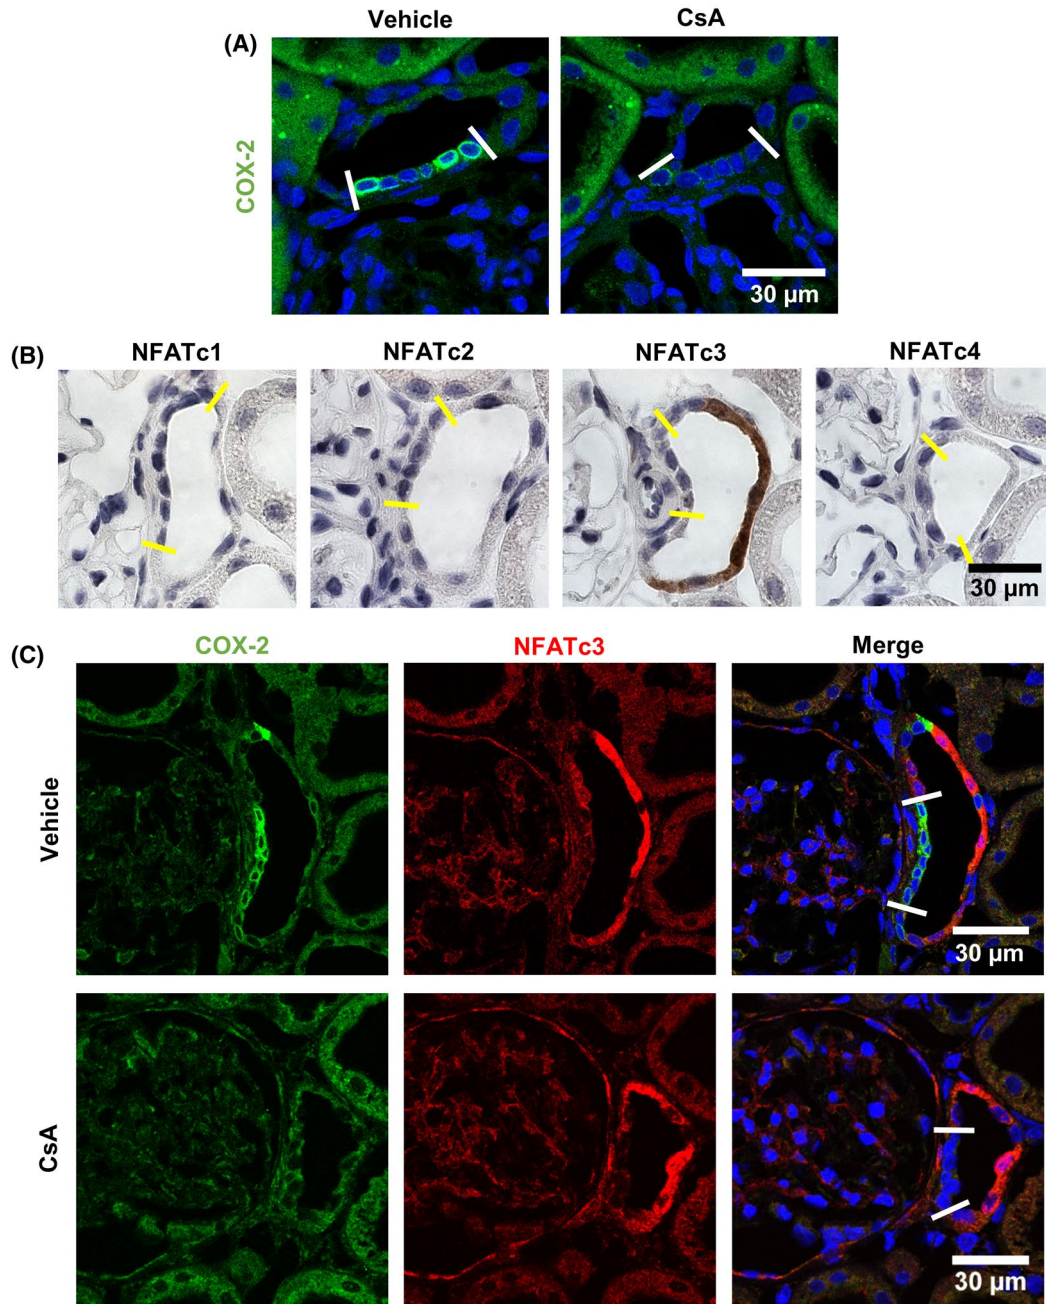 Vehicle CsA
(A)
COX-2
30 µm
(B)
NFATc1 NFATc2 NFATc3 NFATc4
30 µm
(C)
COX-2 NFATc3 Merge
Vehicle
30 µm
CsA
30 µm